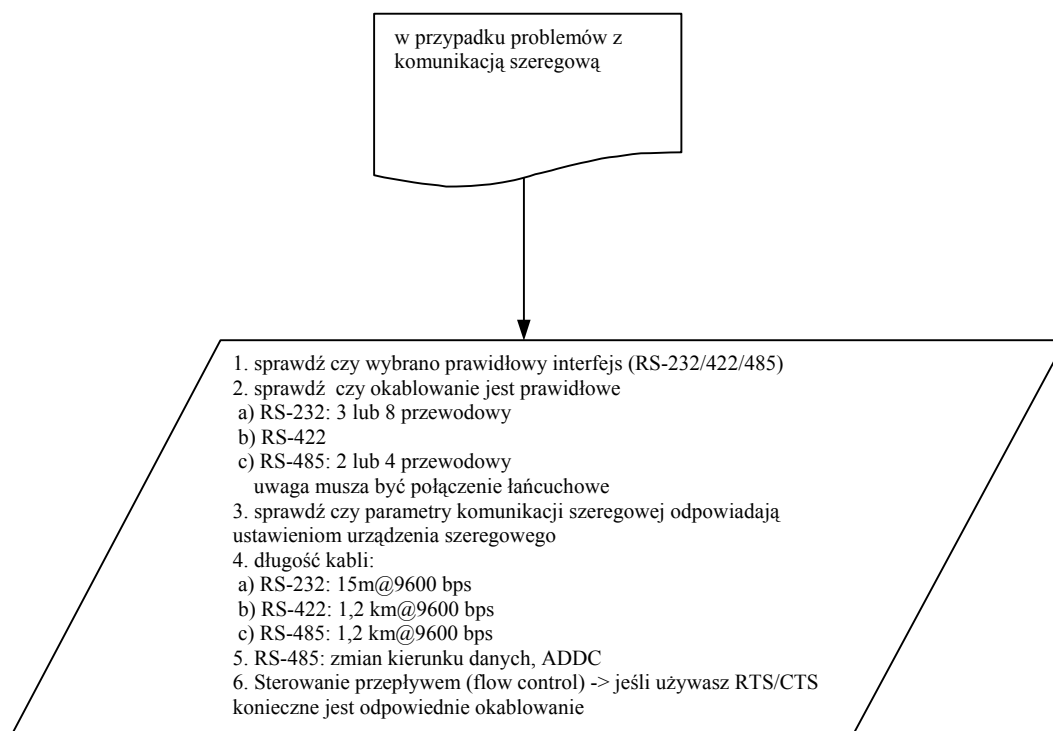 w przypadku problemów z
komunikacją szeregową
1. sprawdź czy wybrano prawidłowy interfejs (RS-232/422/485)
2. sprawdź czy okablowanie jest prawidłowe
a) RS-232: 3 lub 8 przewodowy
b) RS-422
c) RS-485: 2 lub 4 przewodowy
uwaga musza być połączenie łańcuchowe
3. sprawdź czy parametry komunikacji szeregowej odpowiadają
ustawieniom urządzenia szeregowego
4. długość kabli:
a) RS-232: 15m@9600 bps
b) RS-422: 1,2 km@9600 bps
c) RS-485: 1,2 km@9600 bps
5. RS-485: zmian kierunku danych, ADDC
6. Sterowanie przepływem (flow control) -> jeśli używasz RTS/CTS
konieczne jest odpowiednie okablowanie